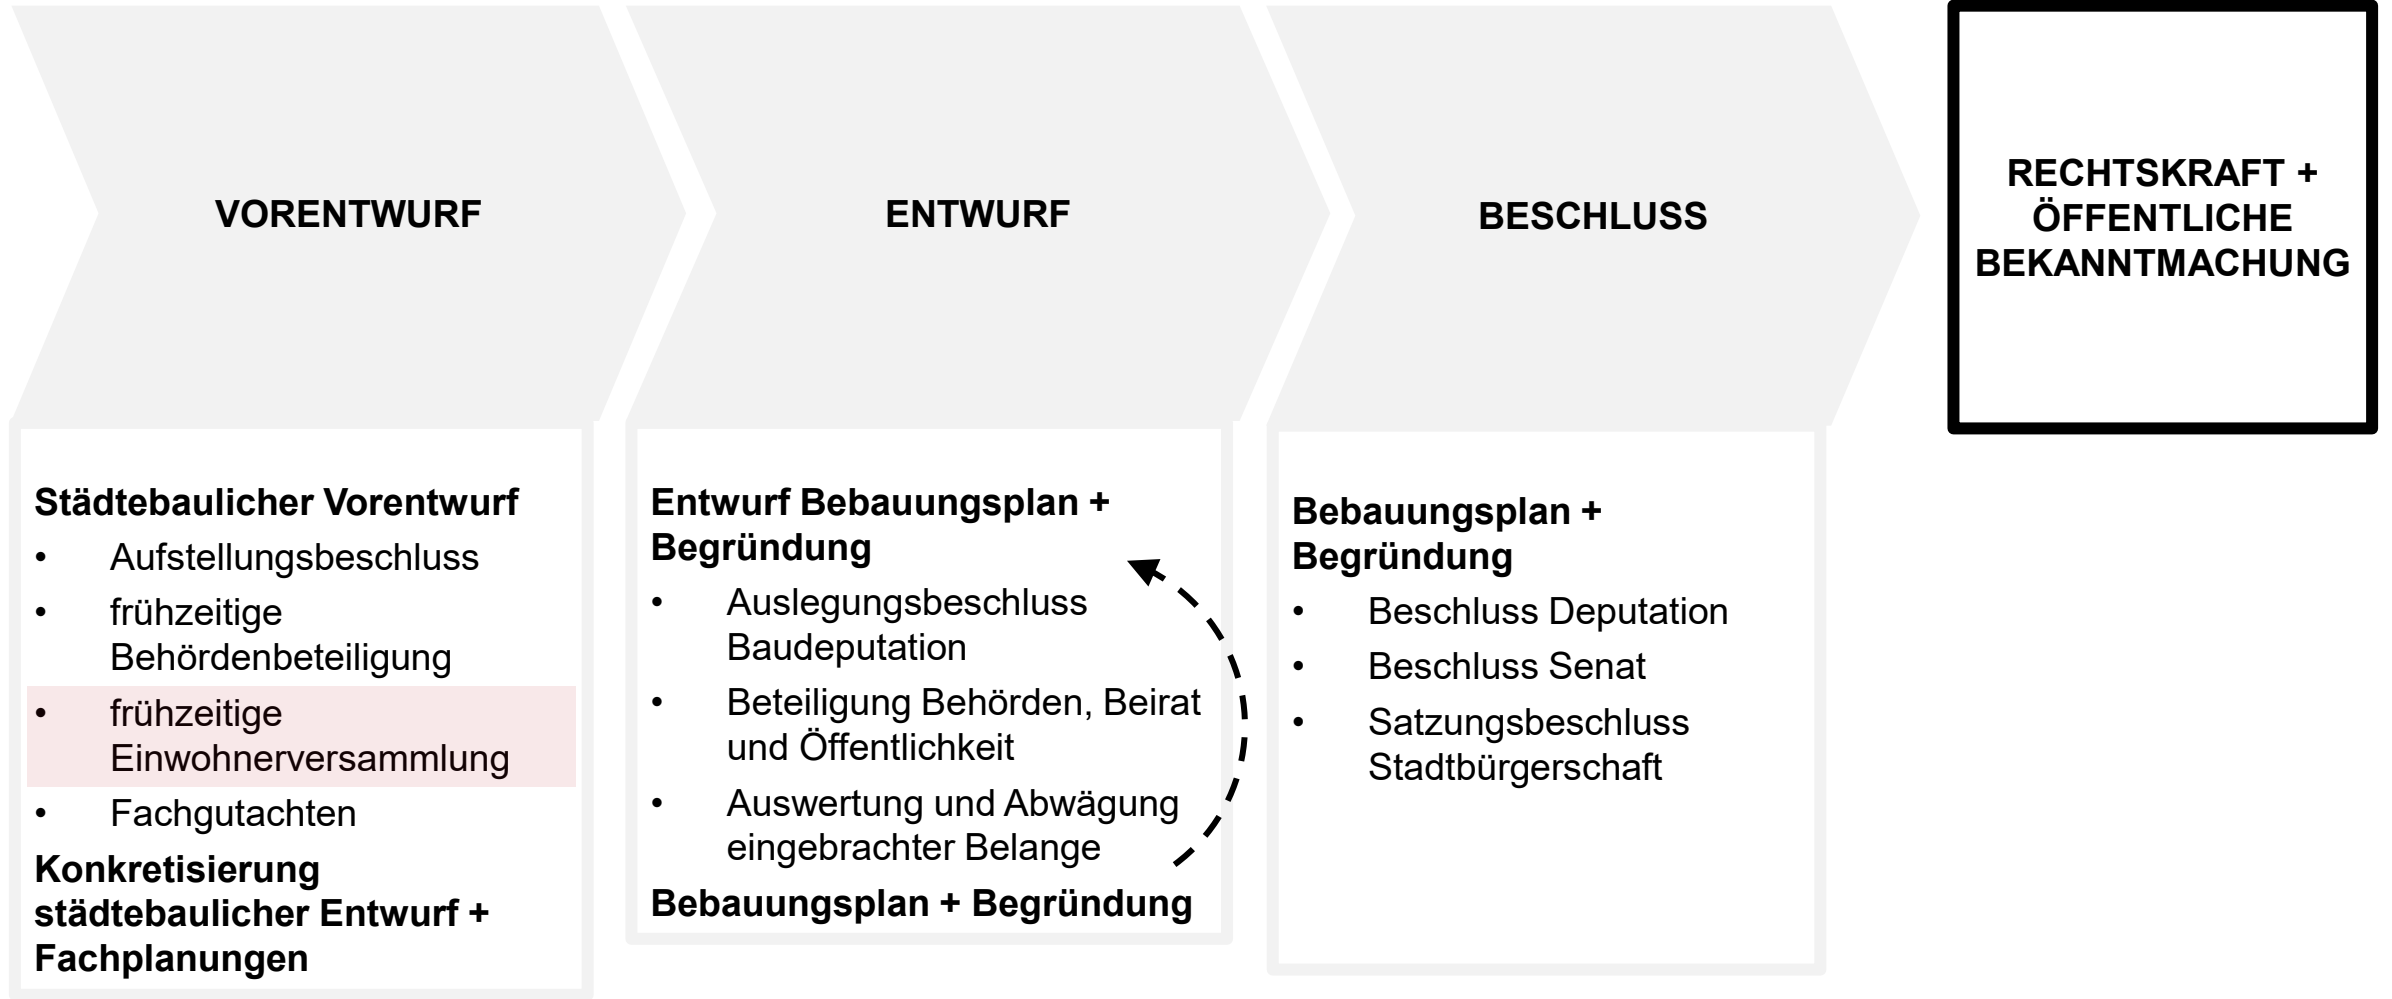 VORENTWURF
ENTWURF
BESCHLUSS
RECHTSKRAFT +
ÖFFENTLICHE
BEKANNTMACHUNG
Städtebaulicher Vorentwurf
• Aufstellungsbeschluss
• frühzeitige
Behördenbeteiligung
• frühzeitige
Einwohnerversammlung
• Fachgutachten
Konkretisierung
städtebaulicher Entwurf +
Fachplanungen
Entwurf Bebauungsplan +
Begründung
• Auslegungsbeschluss
Baudeputation
• Beteiligung Behörden, Beirat
und Öffentlichkeit
• Auswertung und Abwägung
eingebrachter Belange
Bebauungsplan + Begründung
Bebauungsplan +
Begründung
• Beschluss Deputation
• Beschluss Senat
• Satzungsbeschluss
Stadtbürgerschaft